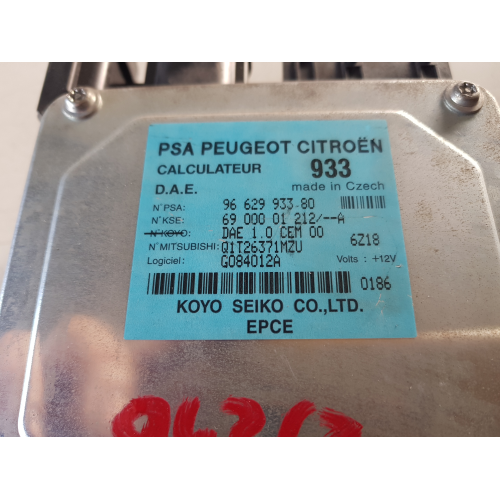 PSA PEUGEOT CITROËN
CALCULATEUR 933
D.A.E. made in Czech
N°PSA: 96 629 933.80
N°KSE: 69 000 01 212/--A
N°KOYO: DAE 1.0 CEM 00
N°MITSUBISHI: Q1T26371MZU 6Z18
Logiciel: G084012A Volts : +12V
0186
KOYO SEIKO CO.,LTD.
EPCE